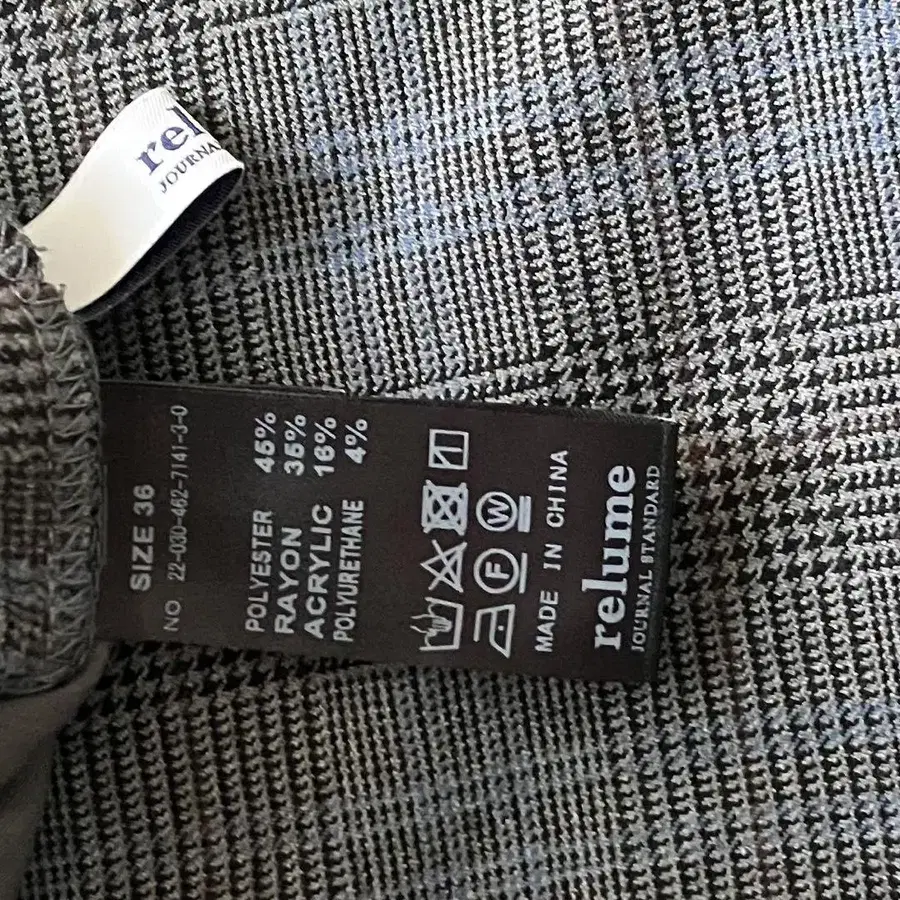 rel
JOURNA
SIZE 36
NO. 22-030-462-7141-3-0
POLYESTER 45%
RAYON 35%
ACRYLIC 16%
POLYURETHANE 4%
W
F
MADE IN CHINA
relume
JOURNAL STANDARD